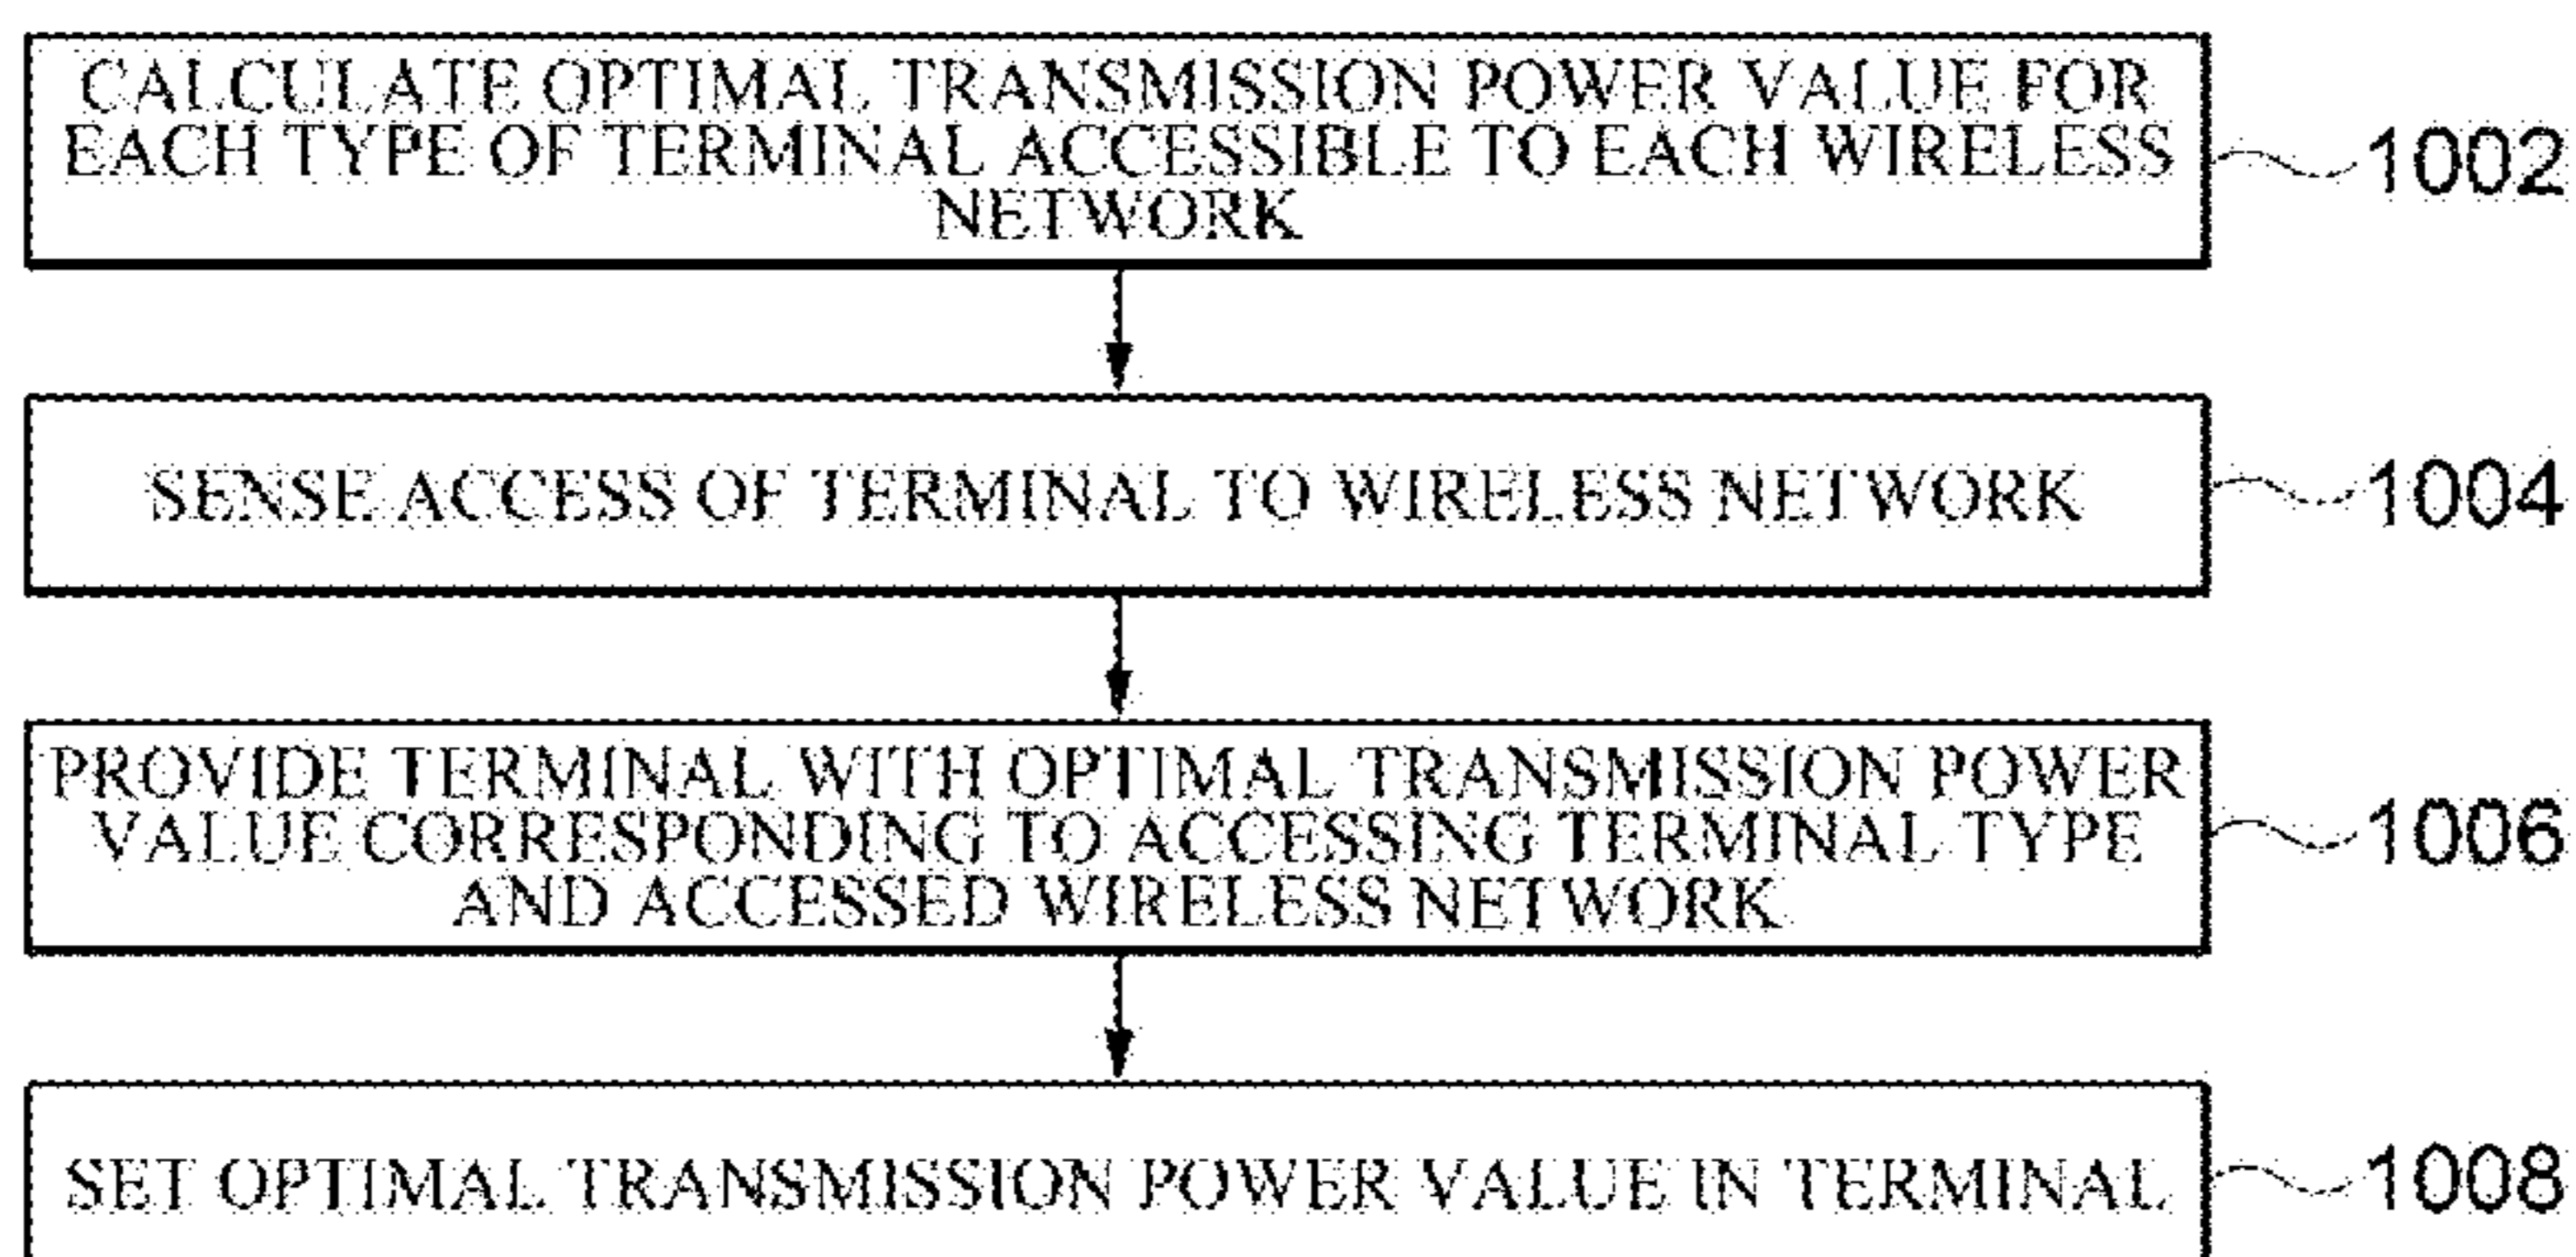 CALCULATE OPTIMAL TRANSMISSION POWER VALUE FOR
EACH TYPE OF TERMINAL ACCESSIBLE TO EACH WIRELESS
NETWORK
1002
SENSE ACCESS OF TERMINAL TO WIRELESS NETWORK
1004
PROVIDE TERMINAL WITH OPTIMAL TRANSMISSION POWER
VALUE CORRESPONDING TO ACCESSING TERMINAL TYPE
AND ACCESSED WIRELESS NETWORK
1006
SET OPTIMAL TRANSMISSION POWER VALUE IN TERMINAL
1008